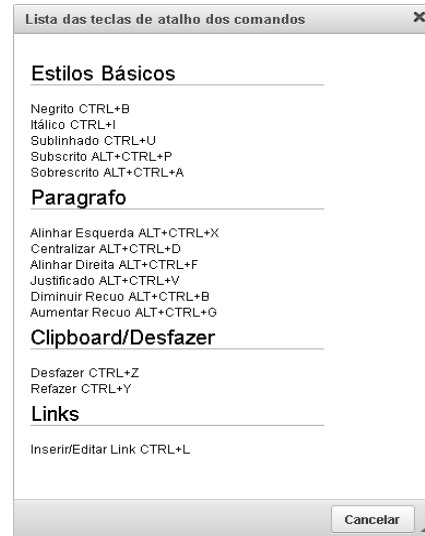 Lista das teclas de atalho dos comandos
Estilos Básicos
Negrito CTRL+B
Itálico CTRL+I
Sublinhado CTRL+U
Subscrito ALT+CTRL+P
Sobrescrito ALT+CTRL+A
Paragrafo
Alinhar Esquerda ALT+CTRL+X
Centralizar ALT+CTRL+D
Alinhar Direita ALT+CTRL+F
Justificado ALT+CTRL+V
Diminuir Recuo ALT+CTRL+B
Aumentar Recuo ALT+CTRL+G
Clipboard/Desfazer
Desfazer CTRL+Z
Refazer CTRL+Y
Links
Inserir/Editar Link CTRL+L
Cancelar